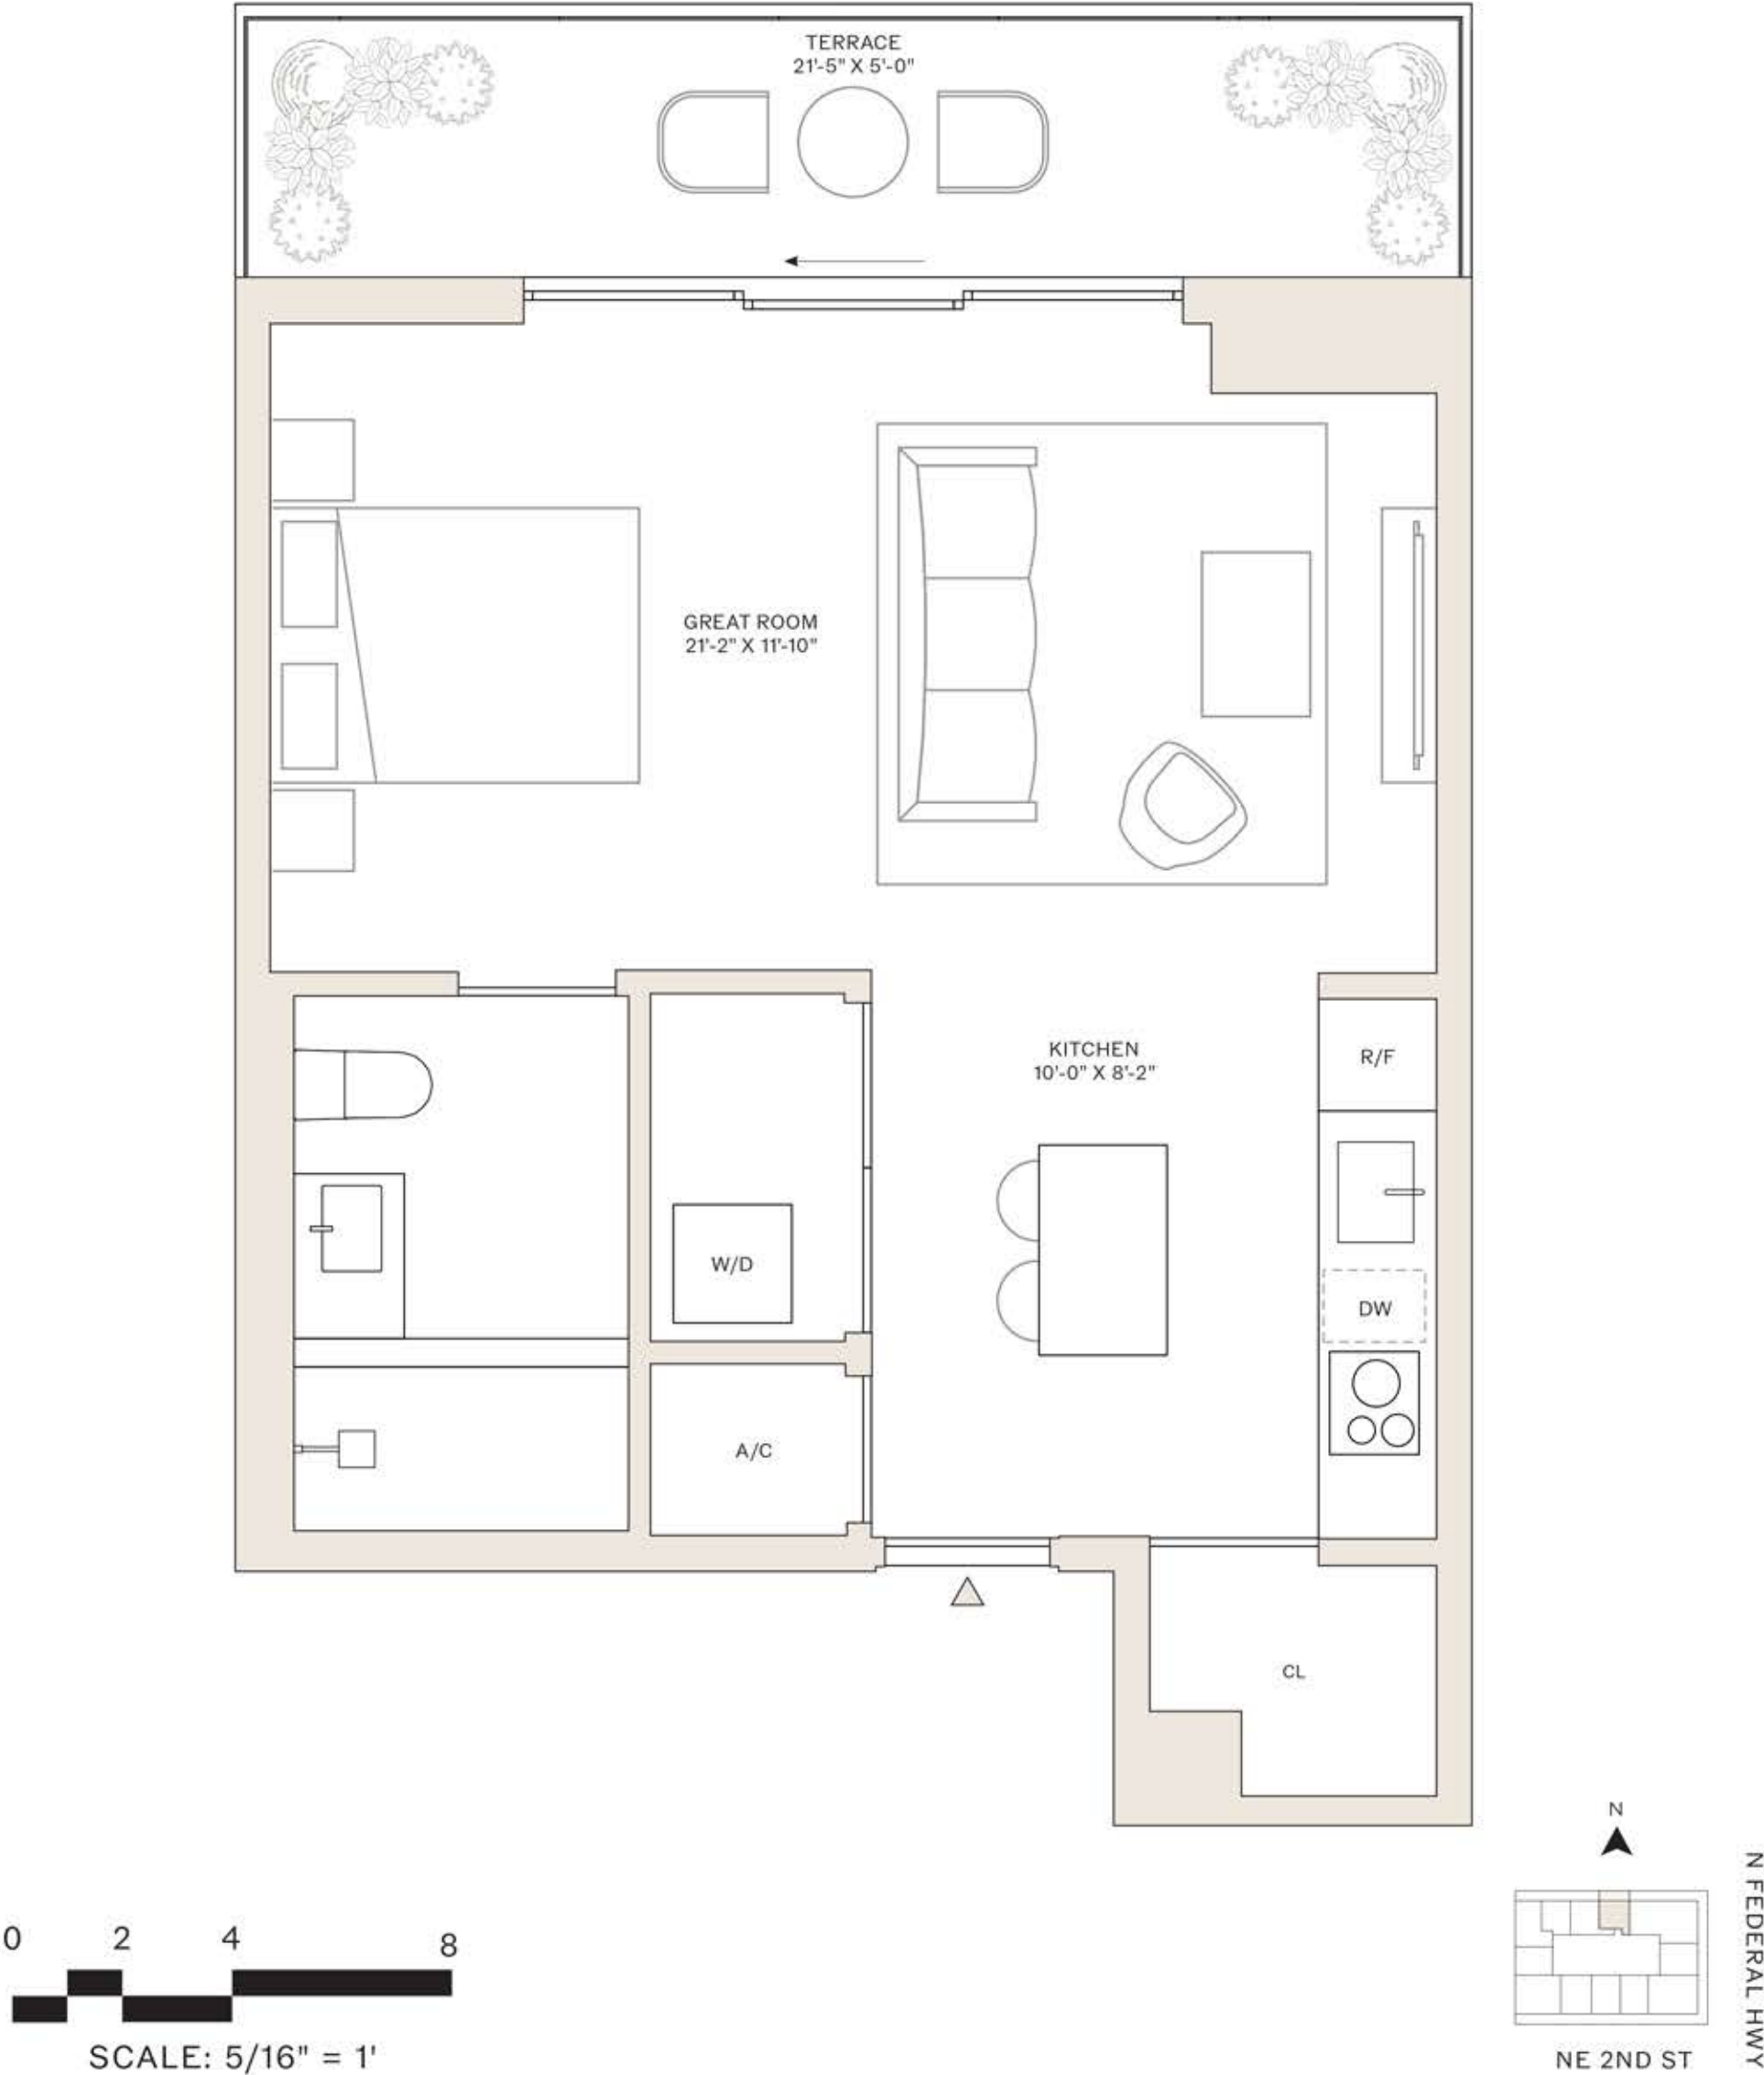 TERRACE
21'-5" X 5'-0"
GREAT ROOM
21'-2" X 11'-10"
KITCHEN
10'-0" X 8'-2"
R/F
W/D
DW
A/C
CL
N
N FEDERAL HWY
0 2 4 8
SCALE: 5/16" = 1'
NE 2ND ST